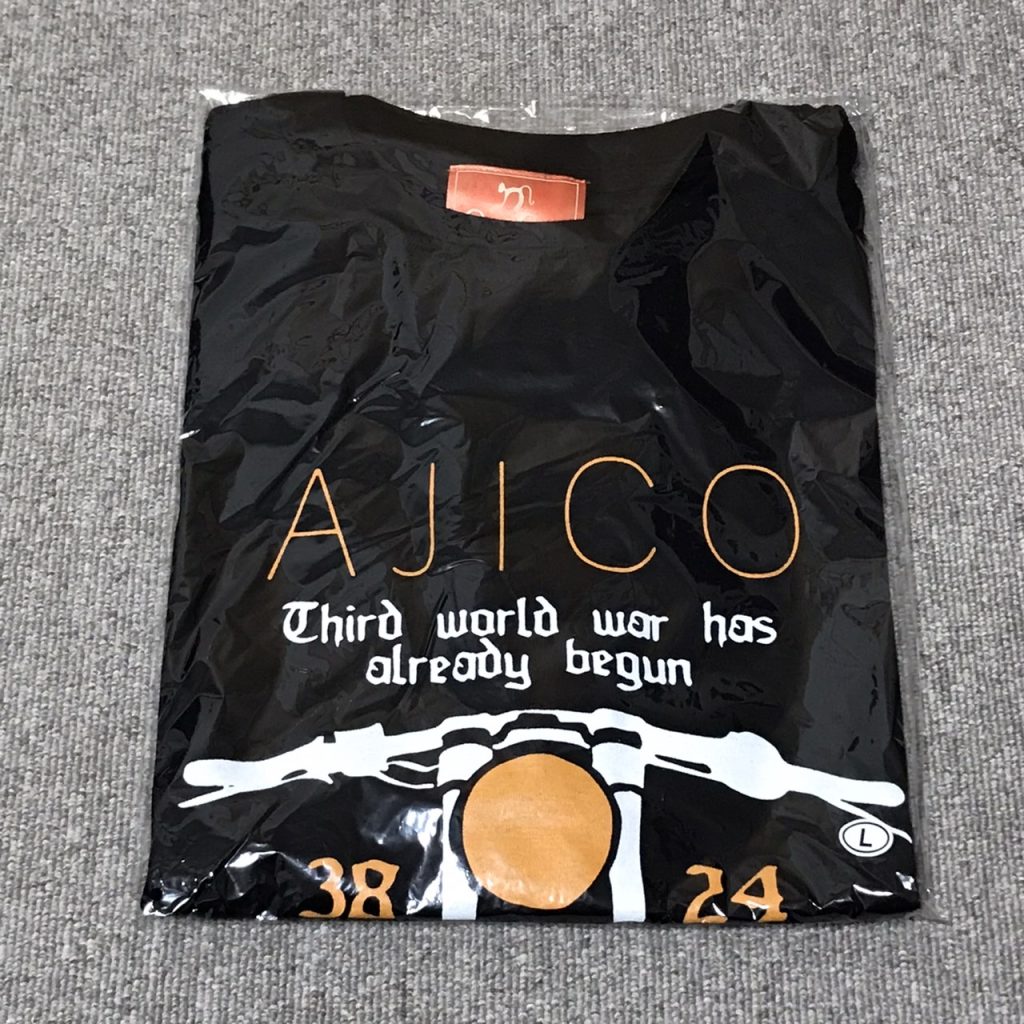 AJICO
Third world war has
already begun
L
38 24